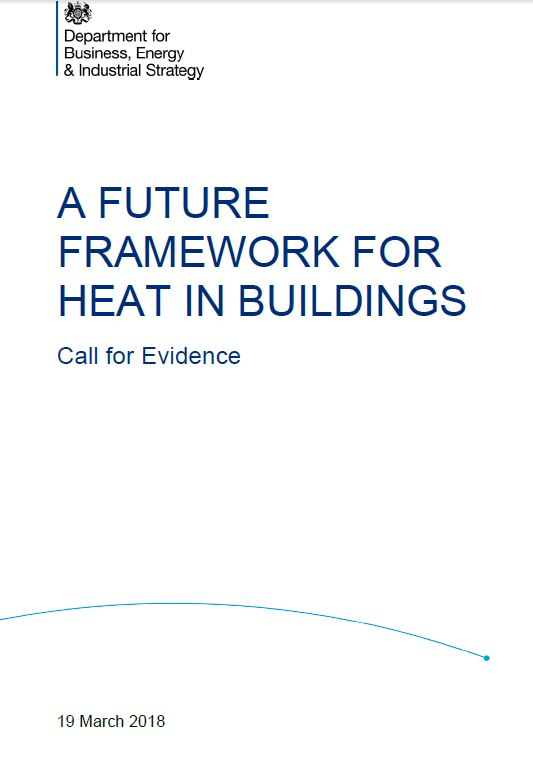 Department for
Business, Energy
& Industrial Strategy
A FUTURE
FRAMEWORK FOR
HEAT IN BUILDINGS
Call for Evidence
19 March 2018